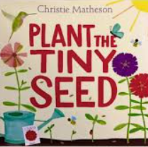 Christie Matheson
PLANT THE
TINY
SEED